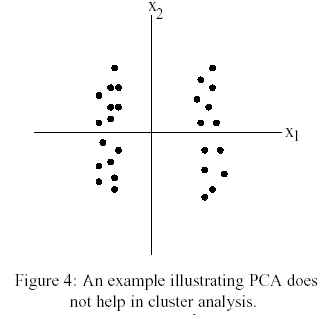 x2
x1
Figure 4: An example illustrating PCA does
not help in cluster analysis.